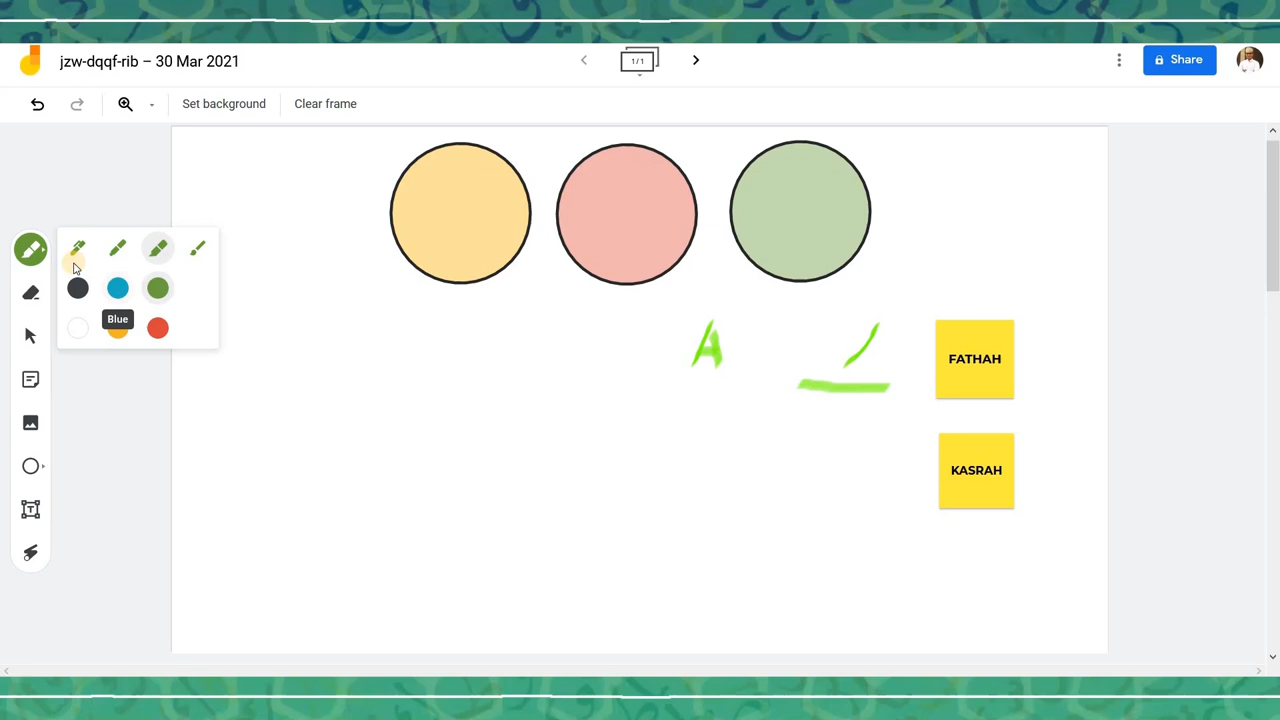 jzw-dqqf-rib – 30 Mar 2021
1/1
Share
Set background
Clear frame
Blue
A
FATHAH
KASRAH